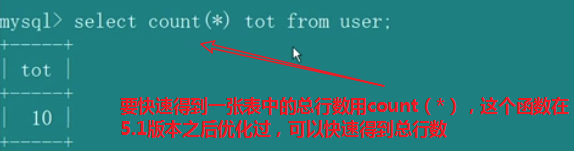 mysql> select count(*) tot from user;
+-----+
| tot |
+-----+
|  10 |
+-----+
要快速得到一张表中的总行数用count（*），这个函数在
5.1版本之后优化过，可以快速得到总行数